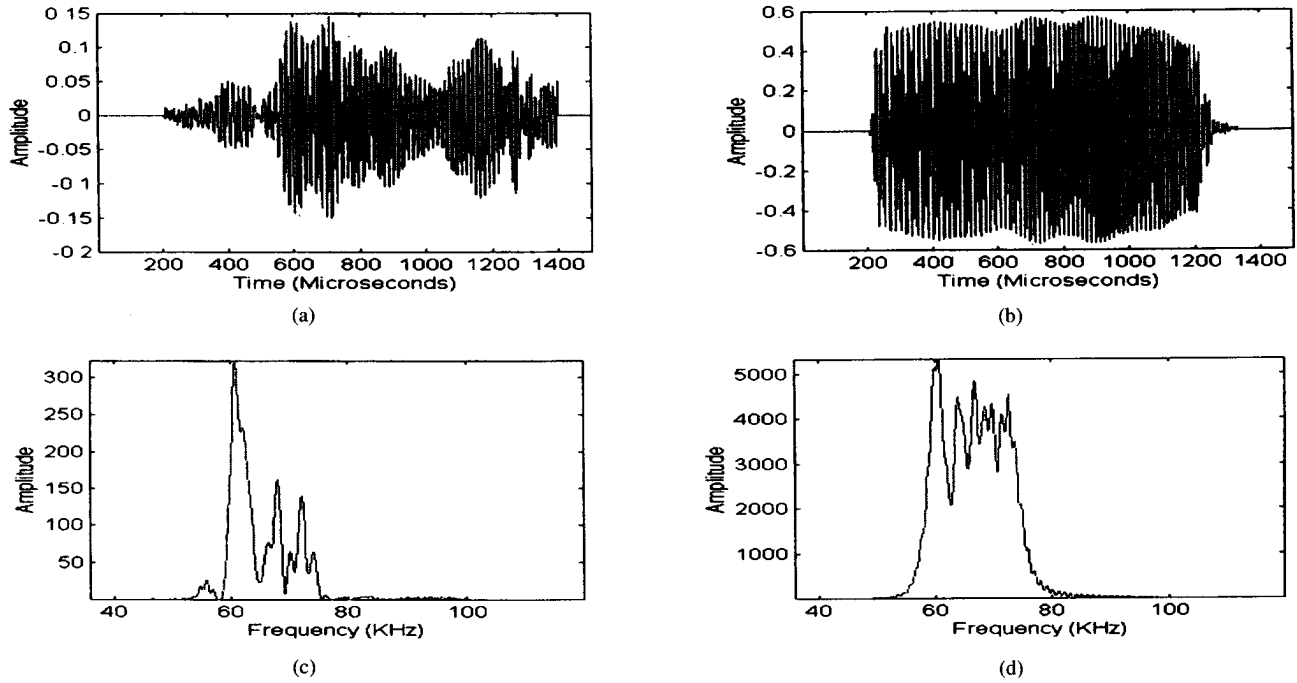 0 15
0.1
0.05
0
-0.05
-0 1
-0.15
-0 2
Amplitude
200 400 600 800 1000 1200 1400
Time (Microseconds)
(a)
0.6
0.4
0.2
0
-0.2
-0.4
-0.6
Amplitude
200 400 600 800 1000 1200 1400
Time (Microseconds)
(b)
300
250
200
150
100
50
Amplitude
40 60 80 100
Frequency (KHz)
(c)
5000
4000
3000
2000
1000
Amplitude
40 60 80 100
Frequency (KHz)
(d)